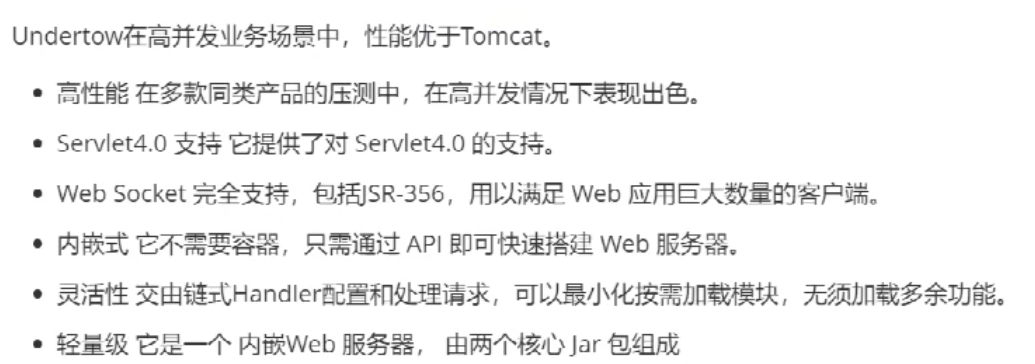 Undertow在高并发业务场景中，性能优于Tomcat。
• 高性能 在多款同类产品的压测中，在高并发情况下表现出色。
• Servlet4.0 支持 它提供了对 Servlet4.0 的支持。
• Web Socket 完全支持，包括JSR-356，用以满足 Web 应用巨大数量的客户端。
• 内嵌式 它不需要容器，只需通过 API 即可快速搭建 Web 服务器。
• 灵活性 交由链式Handler配置和处理请求，可以最小化按需加载模块，无须加载多余功能。
• 轻量级 它是一个 内嵌Web 服务器， 由两个核心 Jar 包组成